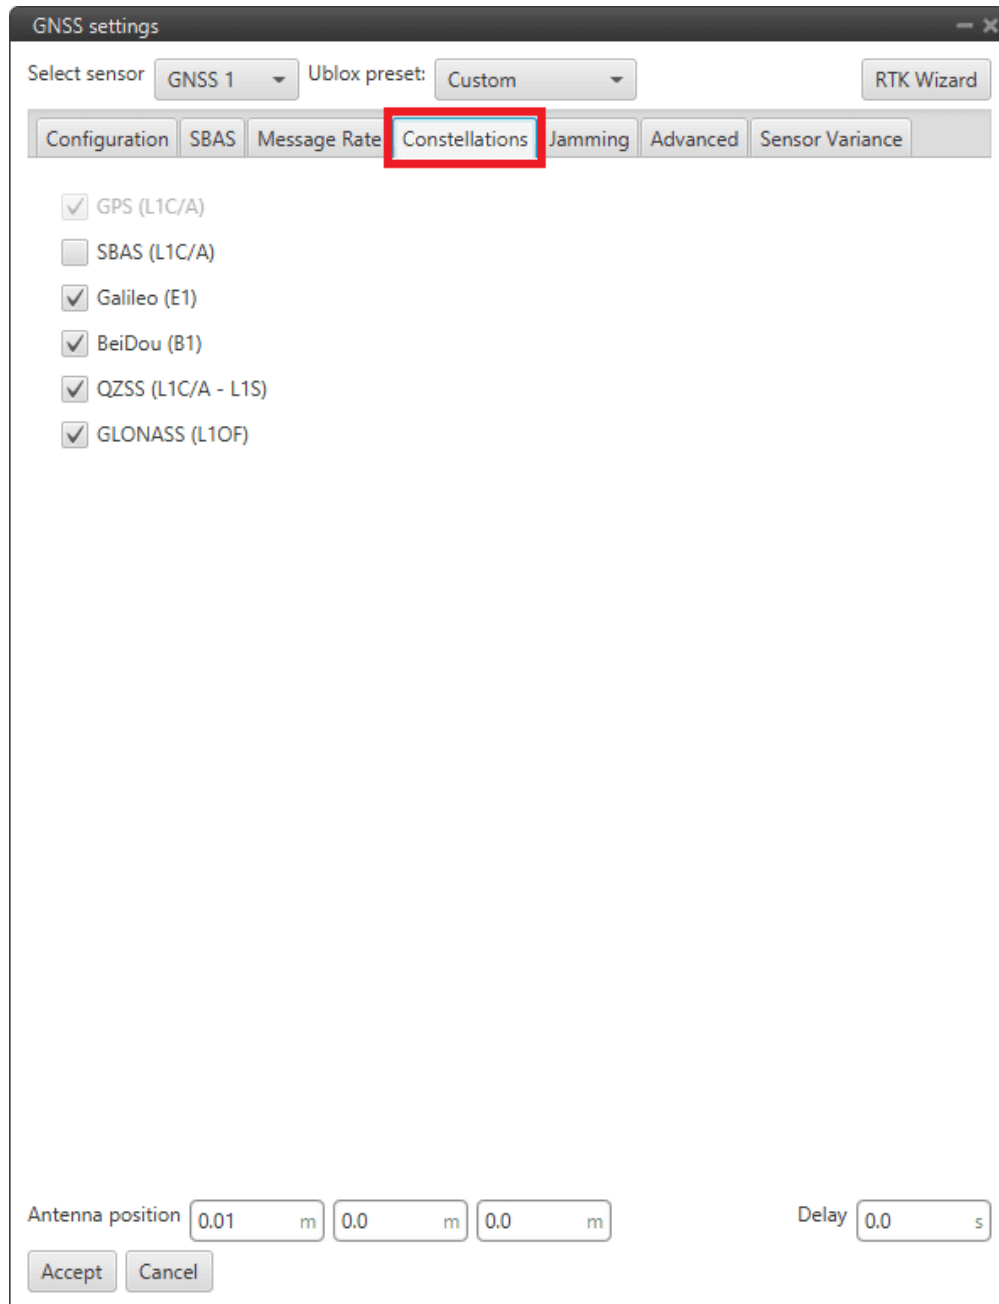 GNSS settings
Select sensor GNSS 1 Ublox preset: Custom RTK Wizard
Configuration SBAS Message Rate Constellations Jamming Advanced Sensor Variance
GPS (L1C/A)
SBAS (L1C/A)
Galileo (E1)
BeiDou (B1)
QZSS (L1C/A - L1S)
GLONASS (L1OF)
Antenna position 0.01 m 0.0 m 0.0 m Delay 0.0 s
Accept Cancel